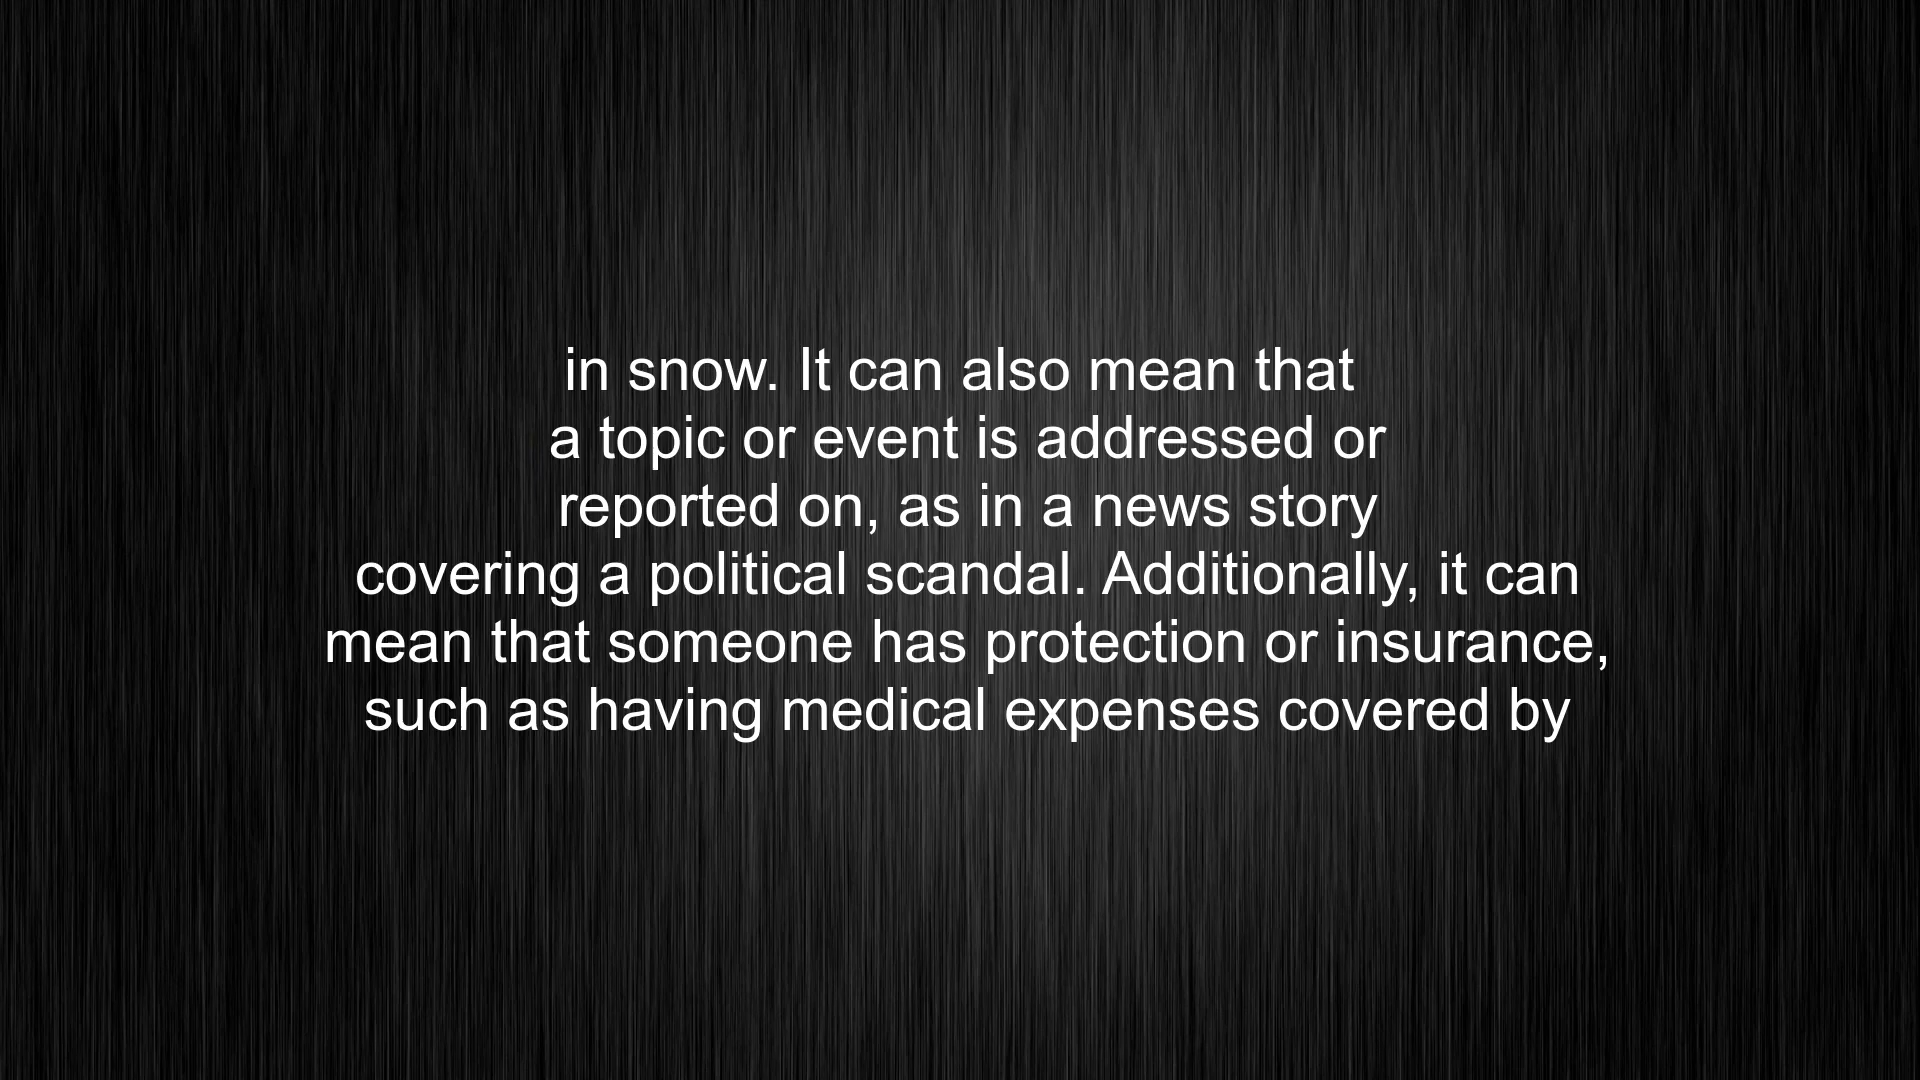 in snow. It can also mean that
a topic or event is addressed or
reported on, as in a news story
covering a political scandal. Additionally, it can
mean that someone has protection or insurance,
such as having medical expenses covered by